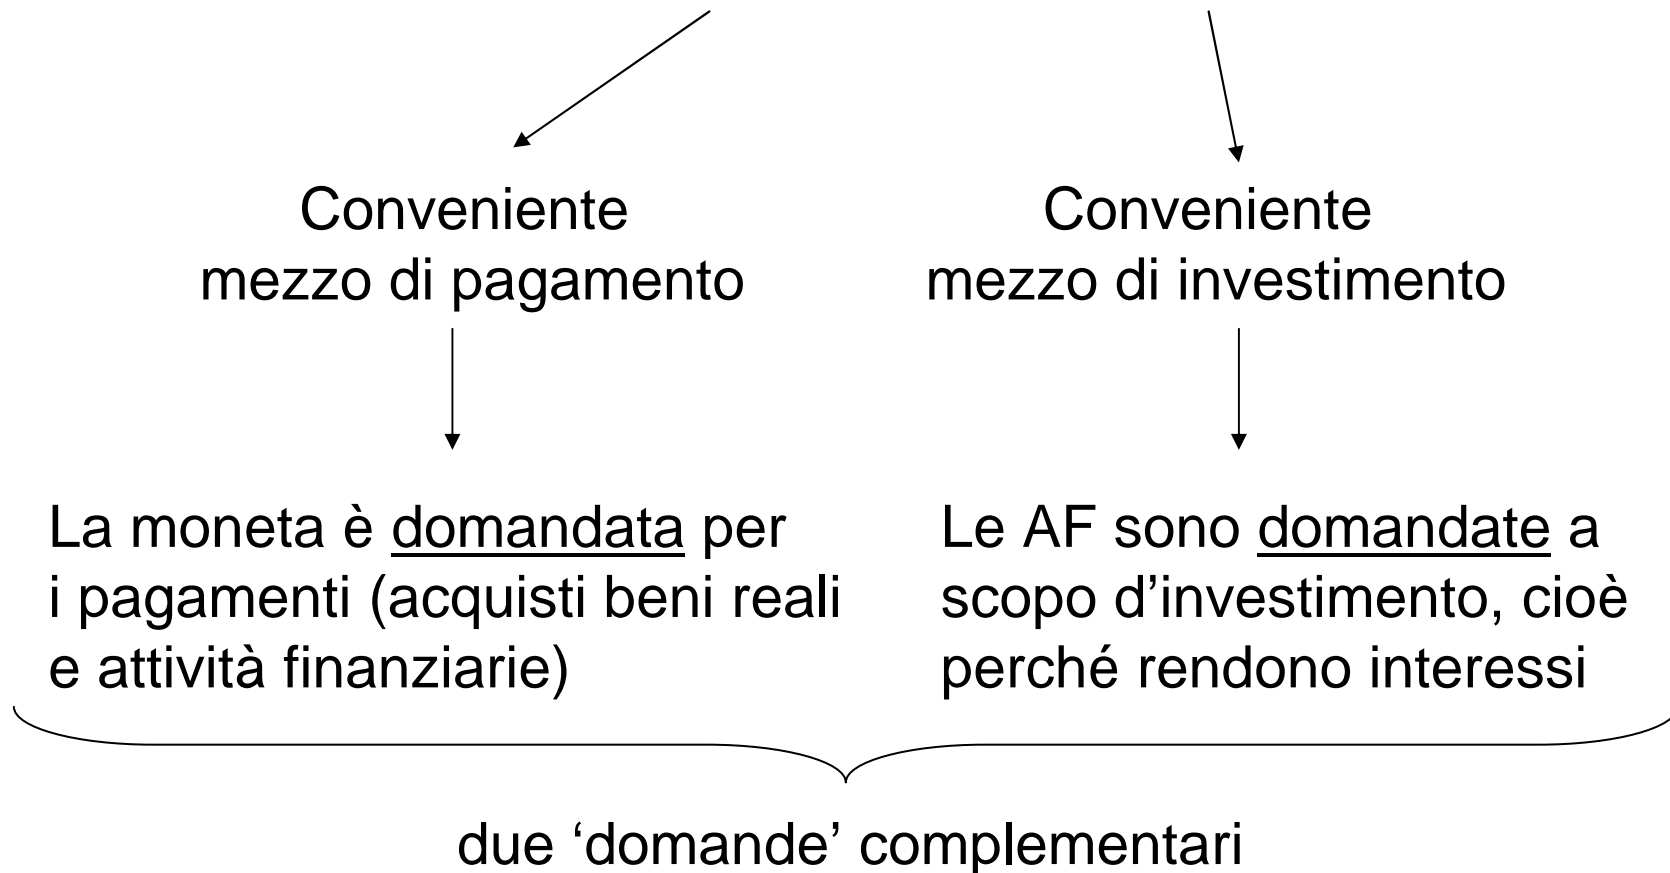 Conveniente
mezzo di pagamento
Conveniente
mezzo di investimento
La moneta è domandata per
i pagamenti (acquisti beni reali
e attività finanziarie)
Le AF sono domandate a
scopo d’investimento, cioè
perché rendono interessi
due ‘domande’ complementari